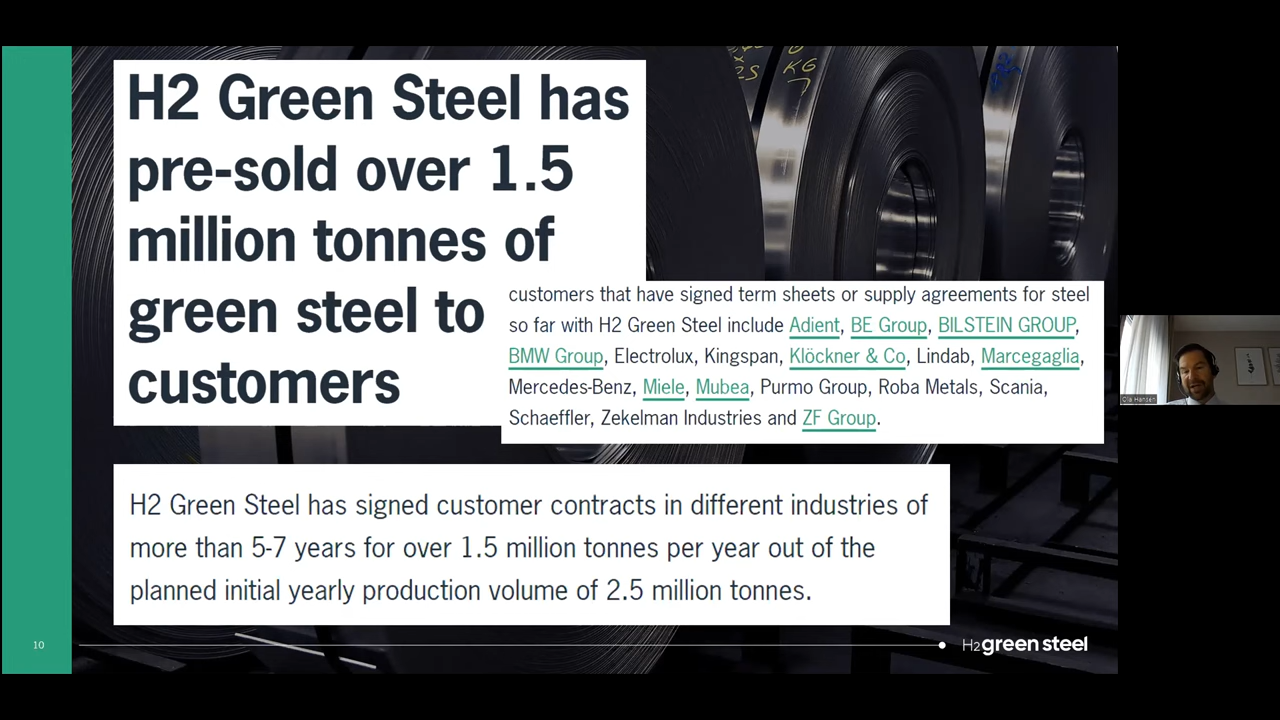 H2 Green Steel has
pre-sold over 1.5
million tonnes of
green steel to
customers
customers that have signed term sheets or supply agreements for steel
so far with H2 Green Steel include Adient, BE Group, BILSTEIN GROUP,
BMW Group, Electrolux, Kingspan, Klöckner & Co, Lindab, Marcegaglia,
Mercedes-Benz, Miele, Mubea, Purmo Group, Roba Metals, Scania,
Schaeffler, Zekelman Industries and ZF Group.
H2 Green Steel has signed customer contracts in different industries of
more than 5-7 years for over 1.5 million tonnes per year out of the
planned initial yearly production volume of 2.5 million tonnes.
10
H2green steel
KG
Ola Hansén